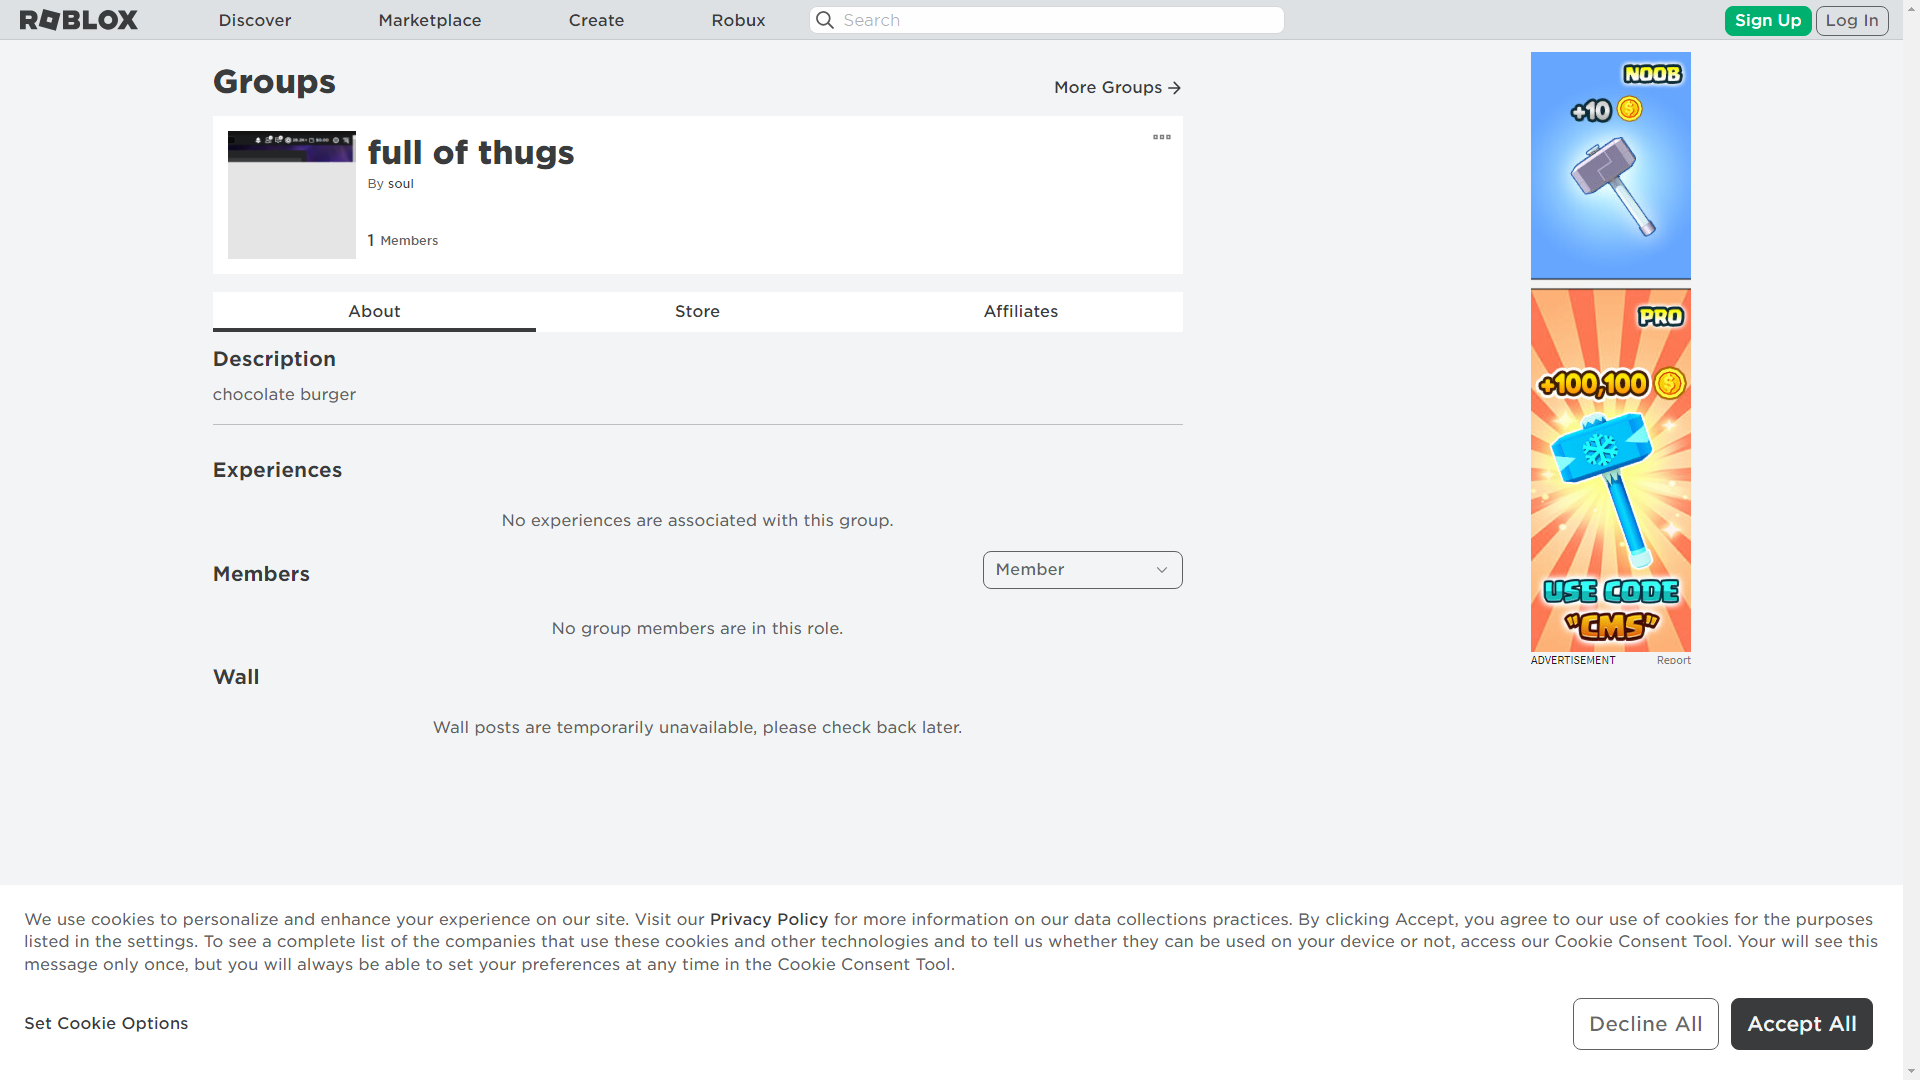 ROBLOX Discover Marketplace Create Robux Search Sign Up Log In
Groups
More Groups
full of thugs
By soul
1 Members
About Store Affiliates
Description
chocolate burger
Experiences
No experiences are associated with this group.
Members
Member
No group members are in this role.
Wall
Wall posts are temporarily unavailable, please check back later.
NOOB
+10
PRO
+100,100
USE CODE
"CMS"
ADVERTISEMENT Report
We use cookies to personalize and enhance your experience on our site. Visit our Privacy Policy for more information on our data collections practices. By clicking Accept, you agree to our use of cookies for the purposes
listed in the settings. To see a complete list of the companies that use these cookies and other technologies and to tell us whether they can be used on your device or not, access our Cookie Consent Tool. Your will see this
message only once, but you will always be able to set your preferences at any time in the Cookie Consent Tool.
Set Cookie Options
Decline All
Accept All